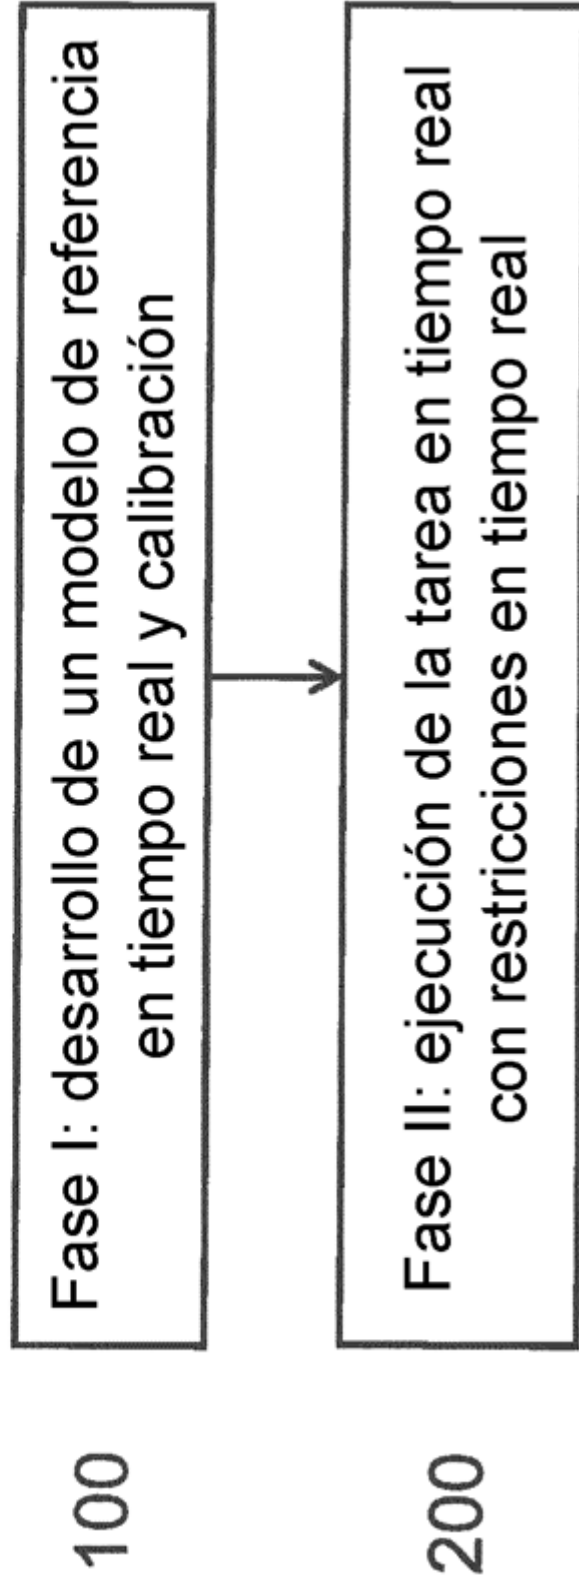 100
Fase I: desarrollo de un modelo de referencia
en tiempo real y calibración
200
Fase II: ejecución de la tarea en tiempo real
con restricciones en tiempo real